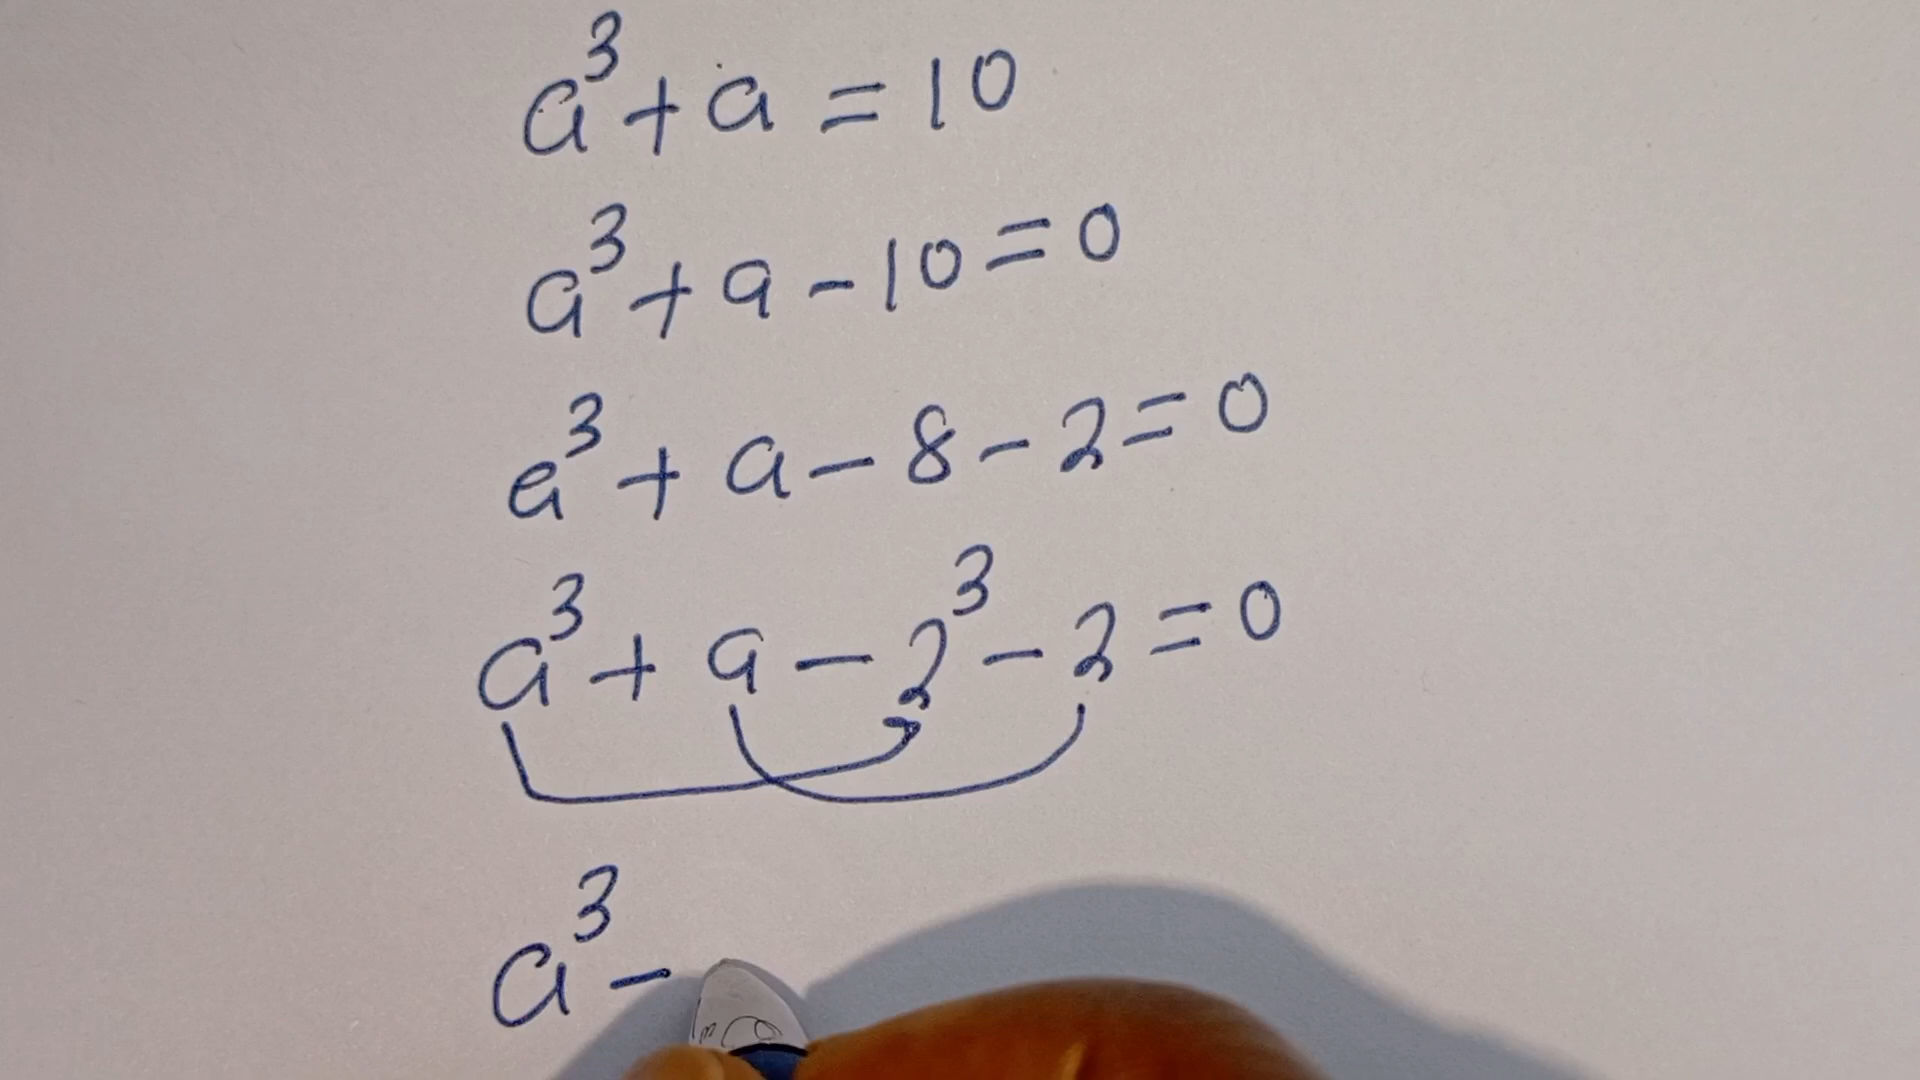 a³ + a = 10
a³ + a - 10 = 0
a³ + a - 8 - 2 = 0
a³ + a - 2³ - 2 = 0
a³ -